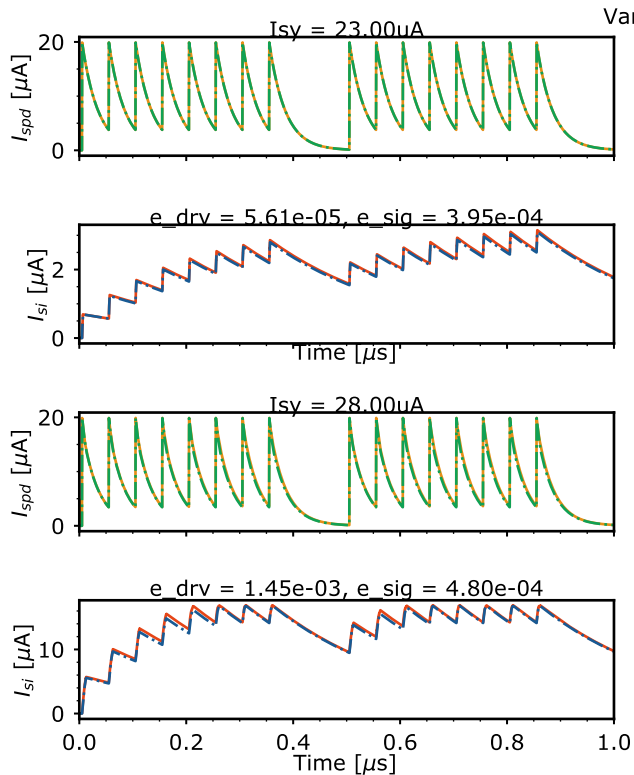 Var
Isy = 23.00uA
20
0
I_spd [μA]
e_drv = 5.61e-05, e_sig = 3.95e-04
2
0
I_si [μA]
Time [μs]
Isy = 28.00uA
20
0
I_spd [μA]
e_drv = 1.45e-03, e_sig = 4.80e-04
10
0
I_si [μA]
0.0 0.2 0.4 0.6 0.8 1.0
Time [μs]